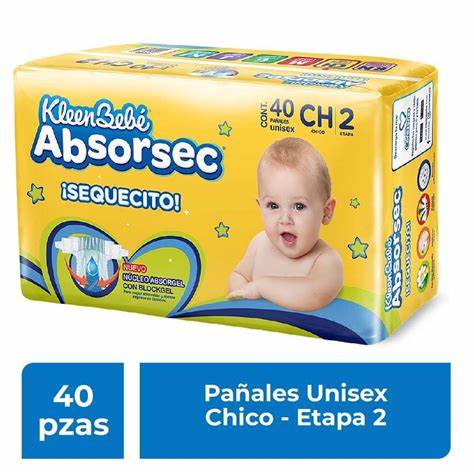 KleenBebé
Absorsec
¡SEQUECITO!
CONT. 40 CH 2
PAÑALES unisex CHICO ETAPA
NUEVO
NÚCLEO ABSORGEL
CON BLOCKGEL
Absorsec
40
pzas
Pañales Unisex
Chico - Etapa 2